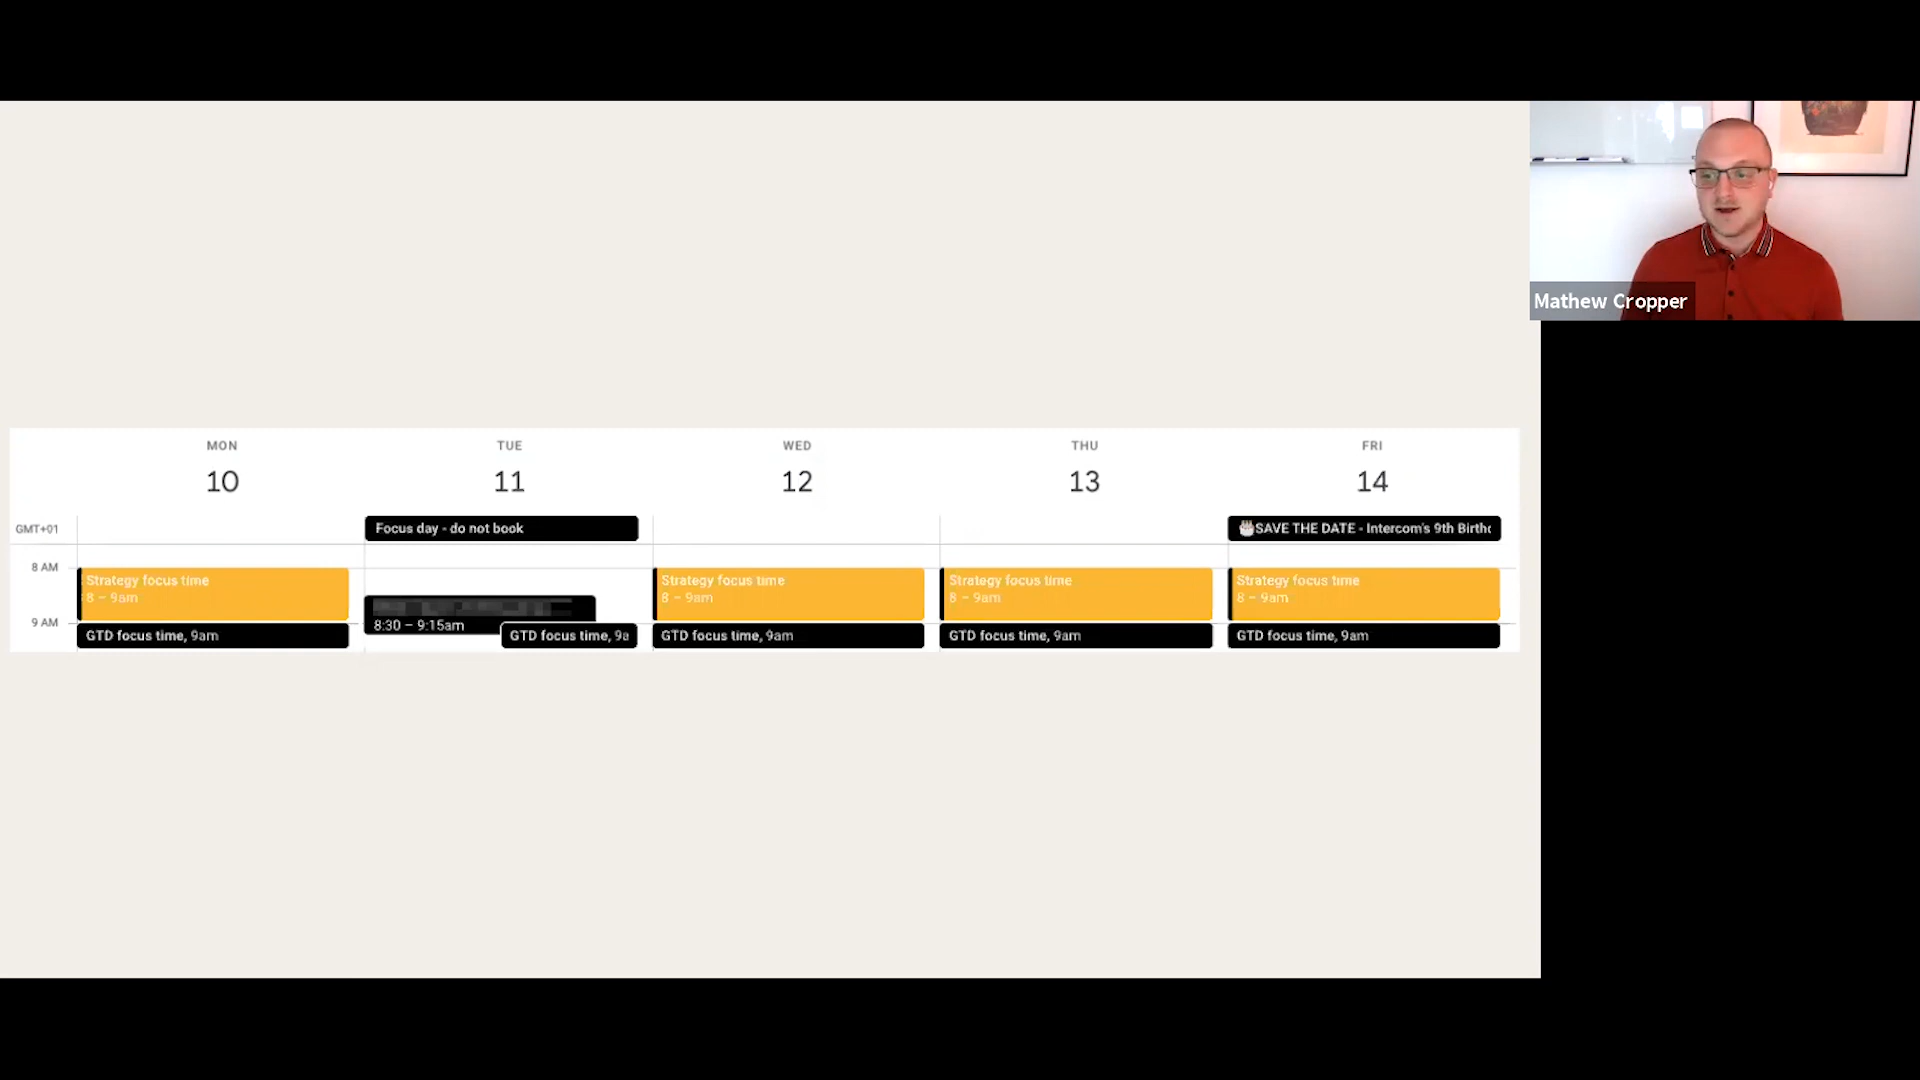 MON TUE WED THU FRI
10 11 12 13 14
GMT+01 Focus day - do not book SAVE THE DATE - Intercom's 9th Birth
8 AM
Strategy focus time Strategy focus time Strategy focus time Strategy focus time
8 – 9am 8 – 9am 8 – 9am 8 – 9am
8:30 – 9:15am
9 AM
GTD focus time, 9am GTD focus time, 9a GTD focus time, 9am GTD focus time, 9am GTD focus time, 9am
Mathew Cropper